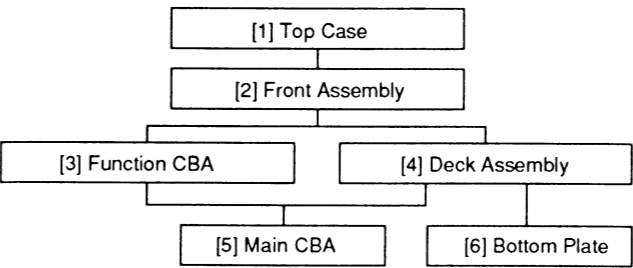 [1] Top Case
[2] Front Assembly
[3] Function CBA
[4] Deck Assembly
[5] Main CBA
[6] Bottom Plate